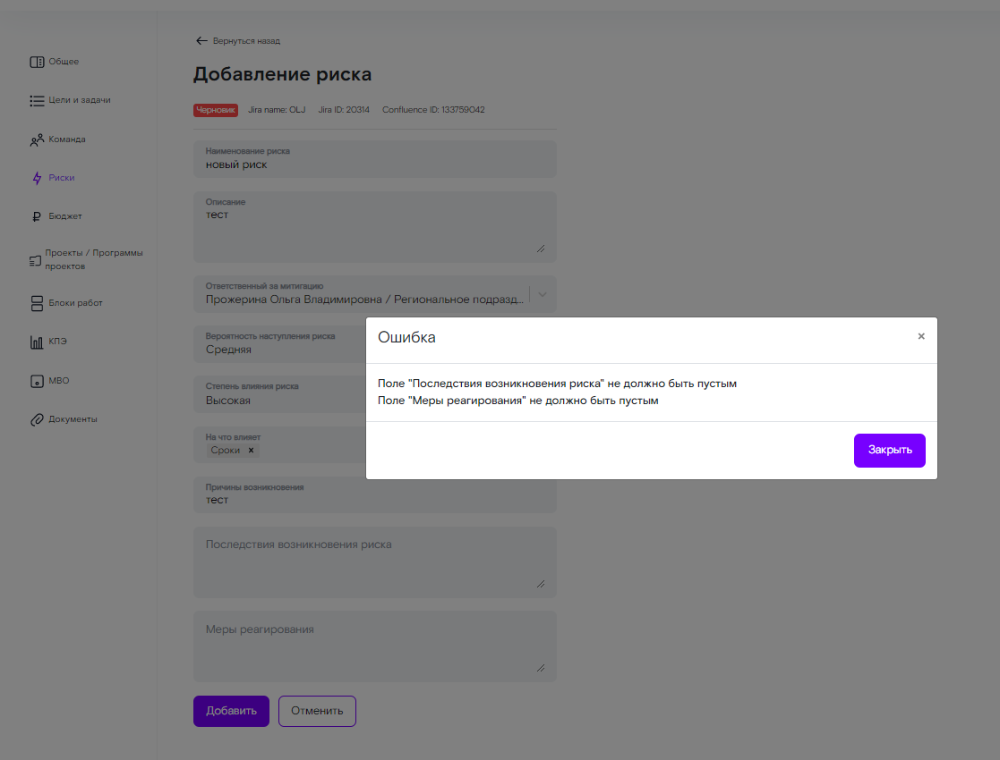 Вернуться назад
Добавление риска
Черновик Jira name: OLJ Jira ID: 20314 Confluence ID: 133759042
Общее
Цели и задачи
Команда
Риски
Бюджет
Проекты / Программы
проектов
Блоки работ
КПЭ
МВО
Документы
Наименование риска
новый риск
Описание
тест
Ответственный за митигацию
Прожерина Ольга Владимировна / Региональное подразд...
Вероятность наступления риска
Средняя
Степень влияния риска
Высокая
На что влияет
Сроки ×
Причины возникновения
тест
Последствия возникновения риска
Меры реагирования
Добавить Отменить
Ошибка ×
Поле "Последствия возникновения риска" не должно быть пустым
Поле "Меры реагирования" не должно быть пустым
Закрыть